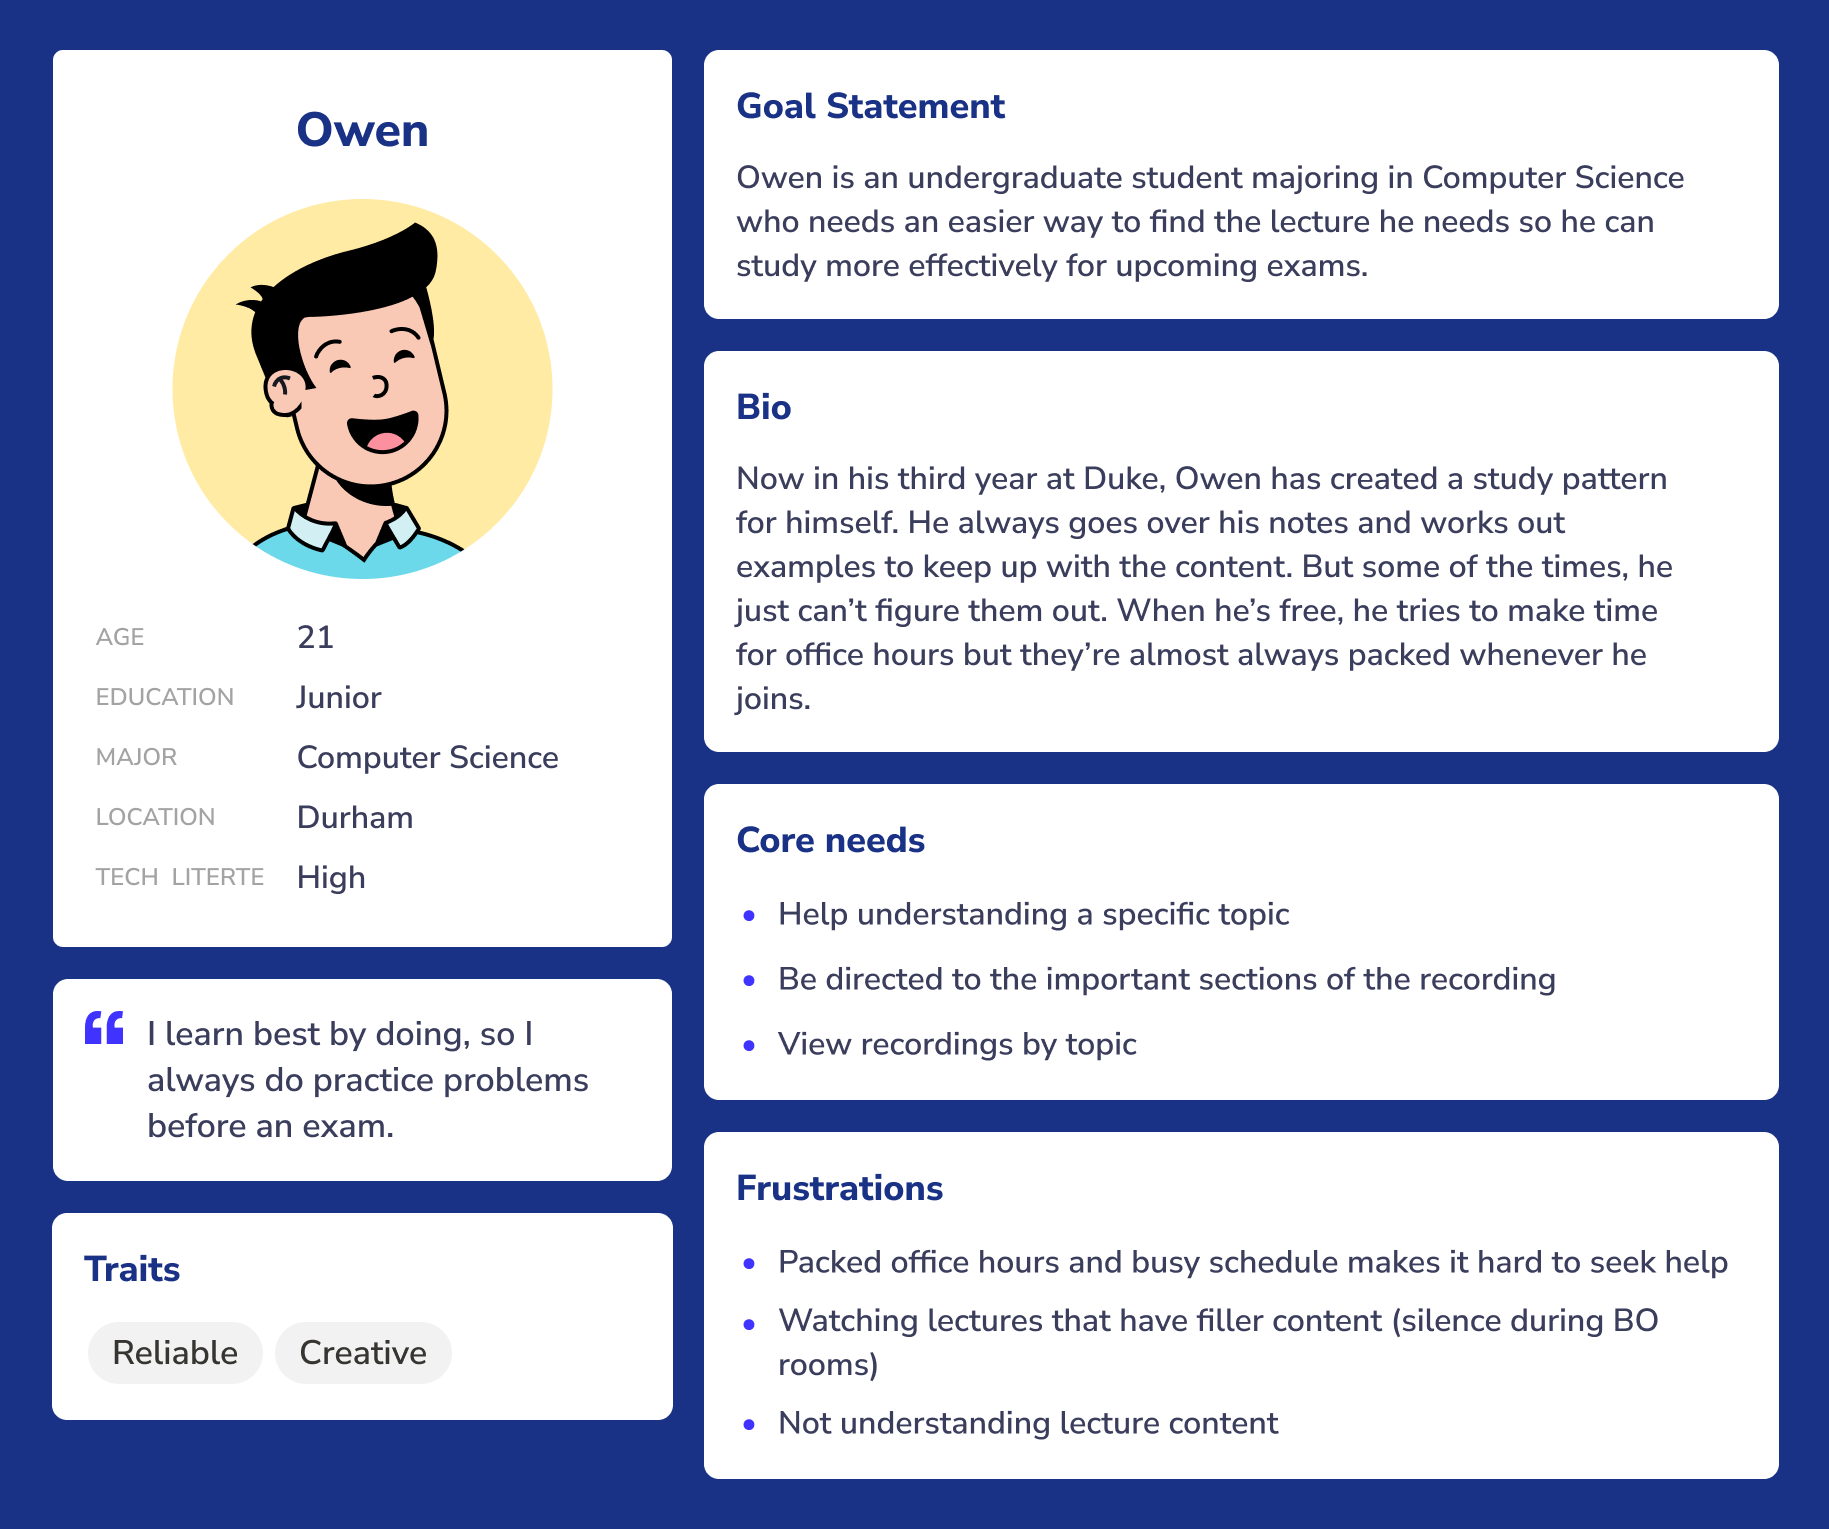 Owen
AGE 21
EDUCATION Junior
MAJOR Computer Science
LOCATION Durham
TECH LITERTE High
“ I learn best by doing, so I
always do practice problems
before an exam.
Traits
Reliable Creative
Goal Statement
Owen is an undergraduate student majoring in Computer Science
who needs an easier way to find the lecture he needs so he can
study more effectively for upcoming exams.
Bio
Now in his third year at Duke, Owen has created a study pattern
for himself. He always goes over his notes and works out
examples to keep up with the content. But some of the times, he
just can’t figure them out. When he’s free, he tries to make time
for office hours but they’re almost always packed whenever he
joins.
Core needs
• Help understanding a specific topic
• Be directed to the important sections of the recording
• View recordings by topic
Frustrations
• Packed office hours and busy schedule makes it hard to seek help
• Watching lectures that have filler content (silence during BO
rooms)
• Not understanding lecture content